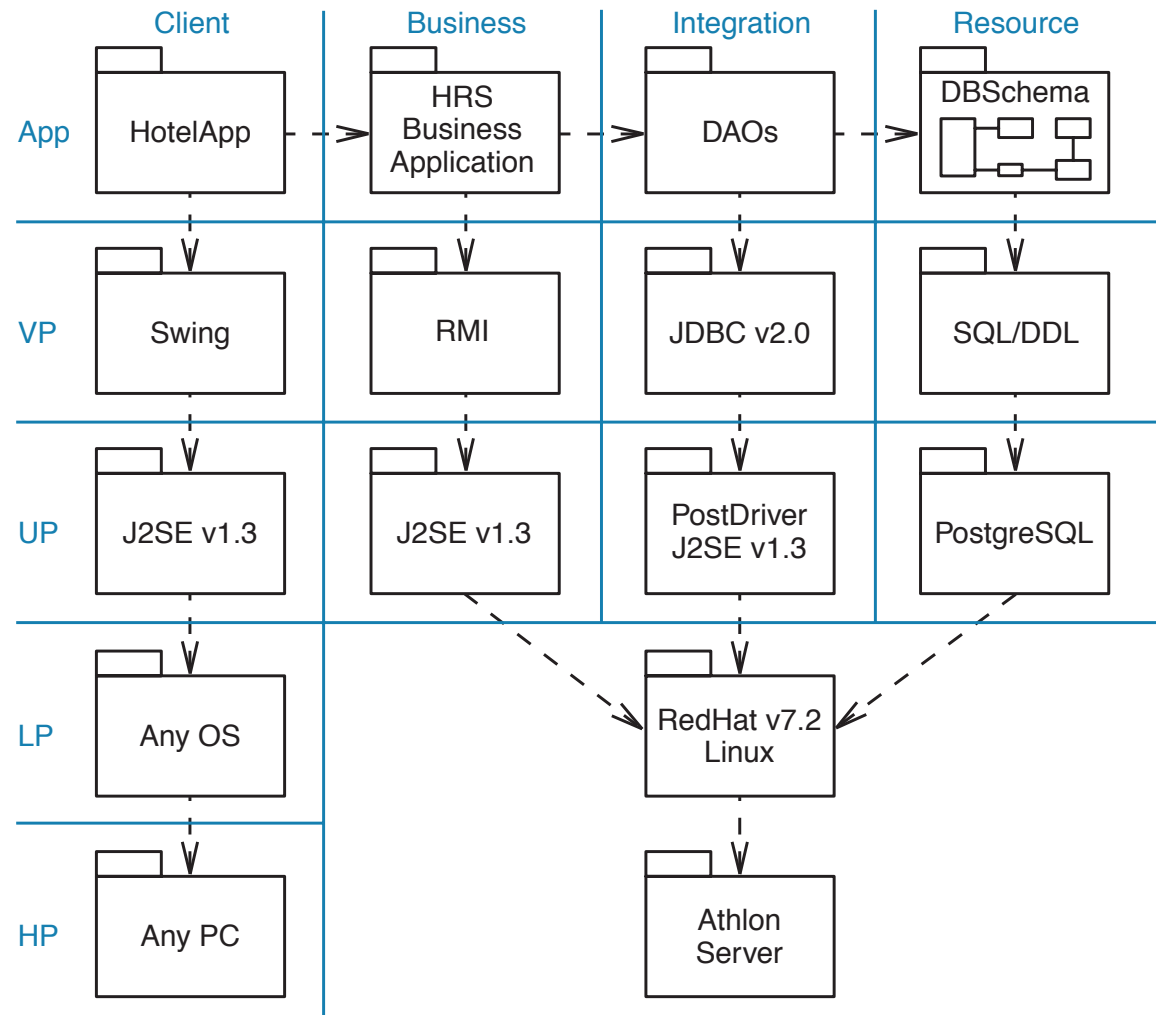 Client Business Integration Resource
App
HotelApp
HRS
Business
Application
DAOs
DBSchema
VP
Swing
RMI
JDBC v2.0
SQL/DDL
UP
J2SE v1.3
J2SE v1.3
PostDriver
J2SE v1.3
PostgreSQL
LP
Any OS
RedHat v7.2
Linux
HP
Any PC
Athlon
Server